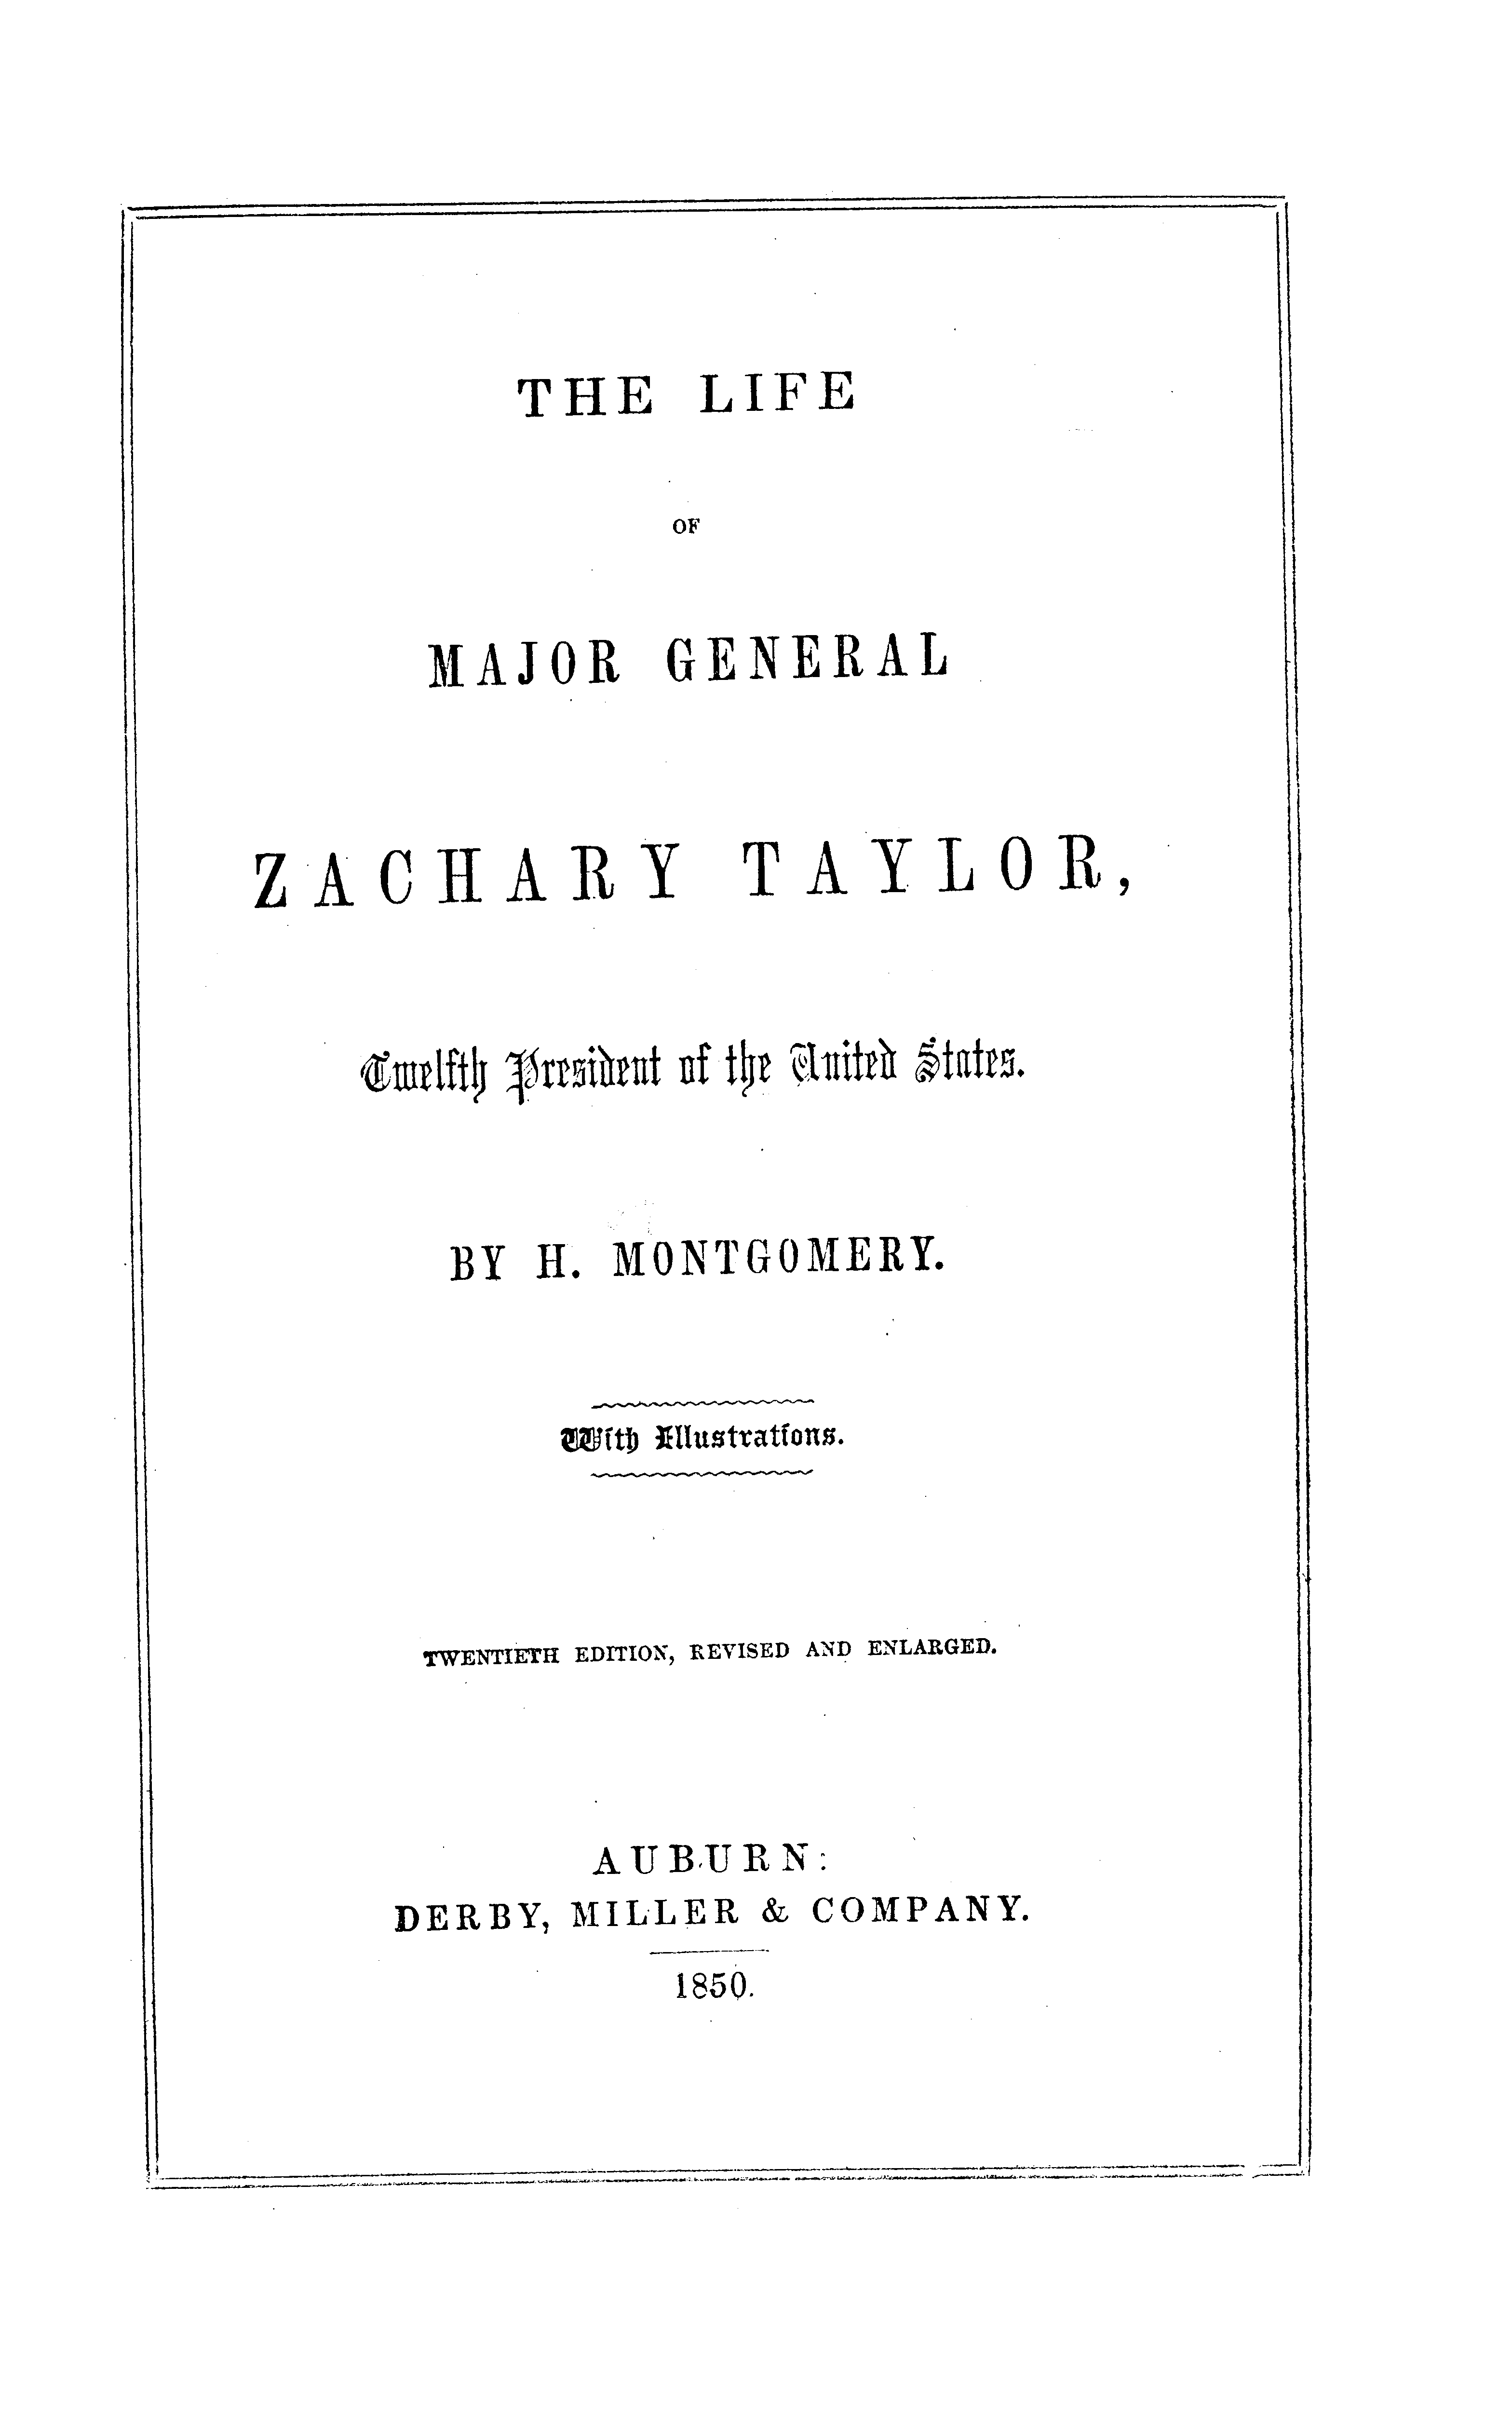 THE LIFE
OF
MAJOR GENERAL
ZACHARY TAYLOR,
Twelfth President of the United States.
BY H. MONTGOMERY.
With Illustrations.
TWENTIETH EDITION, REVISED AND ENLARGED.
AUBURN:
DERBY, MILLER & COMPANY.
1850.